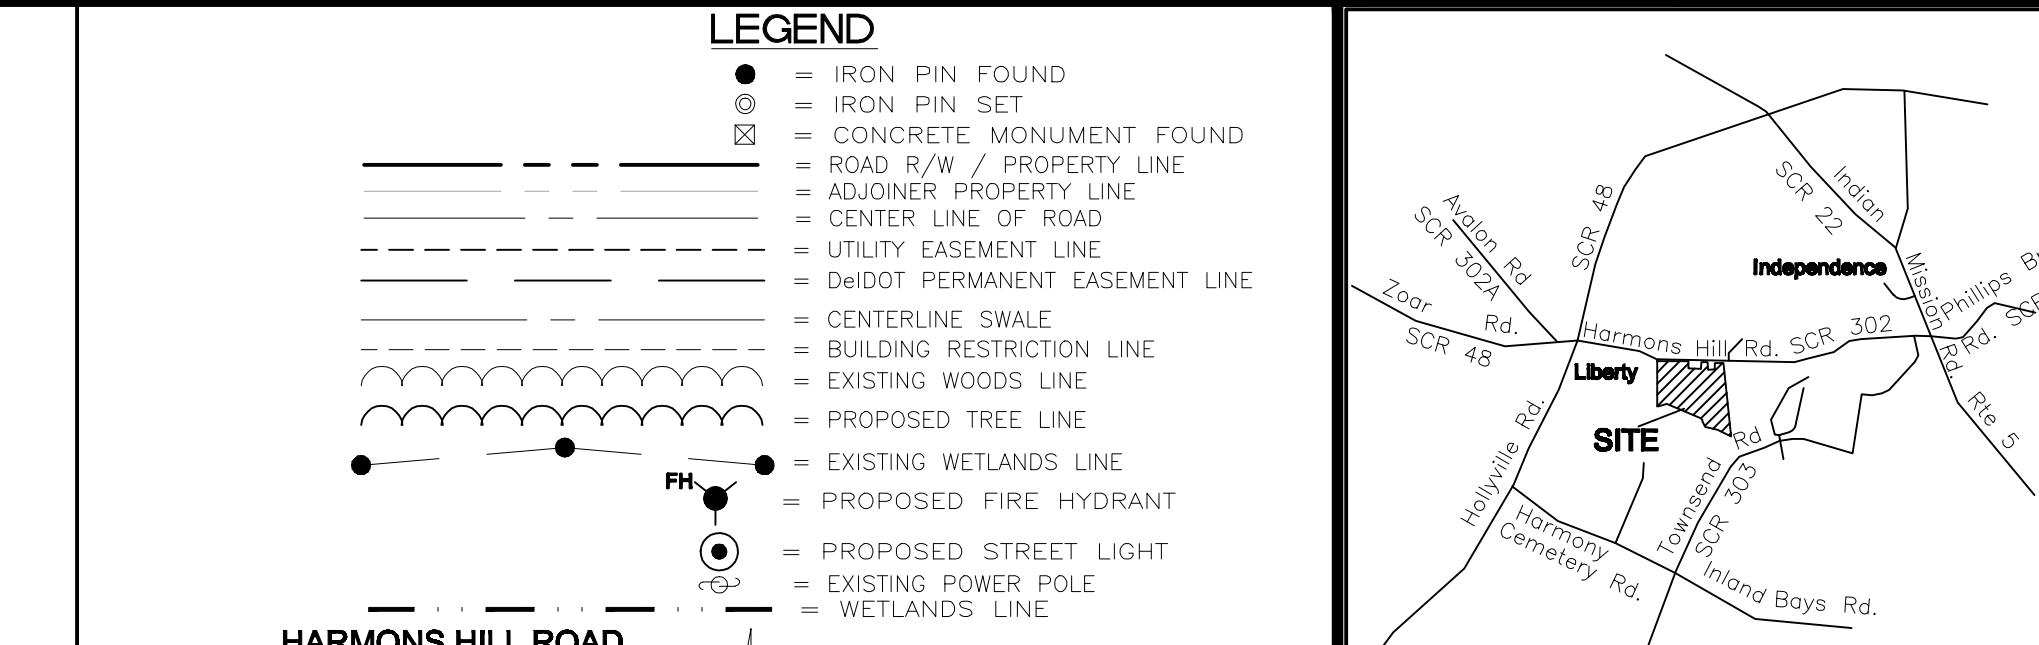 LEGEND
= IRON PIN FOUND
= IRON PIN SET
= CONCRETE MONUMENT FOUND
= ROAD R/W / PROPERTY LINE
= ADJOINER PROPERTY LINE
= CENTER LINE OF ROAD
= UTILITY EASEMENT LINE
= DelDOT PERMANENT EASEMENT LINE
= CENTERLINE SWALE
= BUILDING RESTRICTION LINE
= EXISTING WOODS LINE
= PROPOSED TREE LINE
= EXISTING WETLANDS LINE
FH
= PROPOSED FIRE HYDRANT
= PROPOSED STREET LIGHT
= EXISTING POWER POLE
= WETLANDS LINE
HARMONS HILL ROAD
SCR 48
Indian
SCR 22
Avalon Rd
SCR 302A
Independence
Mission Rd.
Phillips
Rd.
Zoar Rd.
SCR 48
Harmons Hill Rd. SCR 302
Liberty
SITE
Rte 5
Hollyville Rd.
Townsend Rd
SCR 303
Harmony
Cemetery Rd.
Inland Bays Rd.